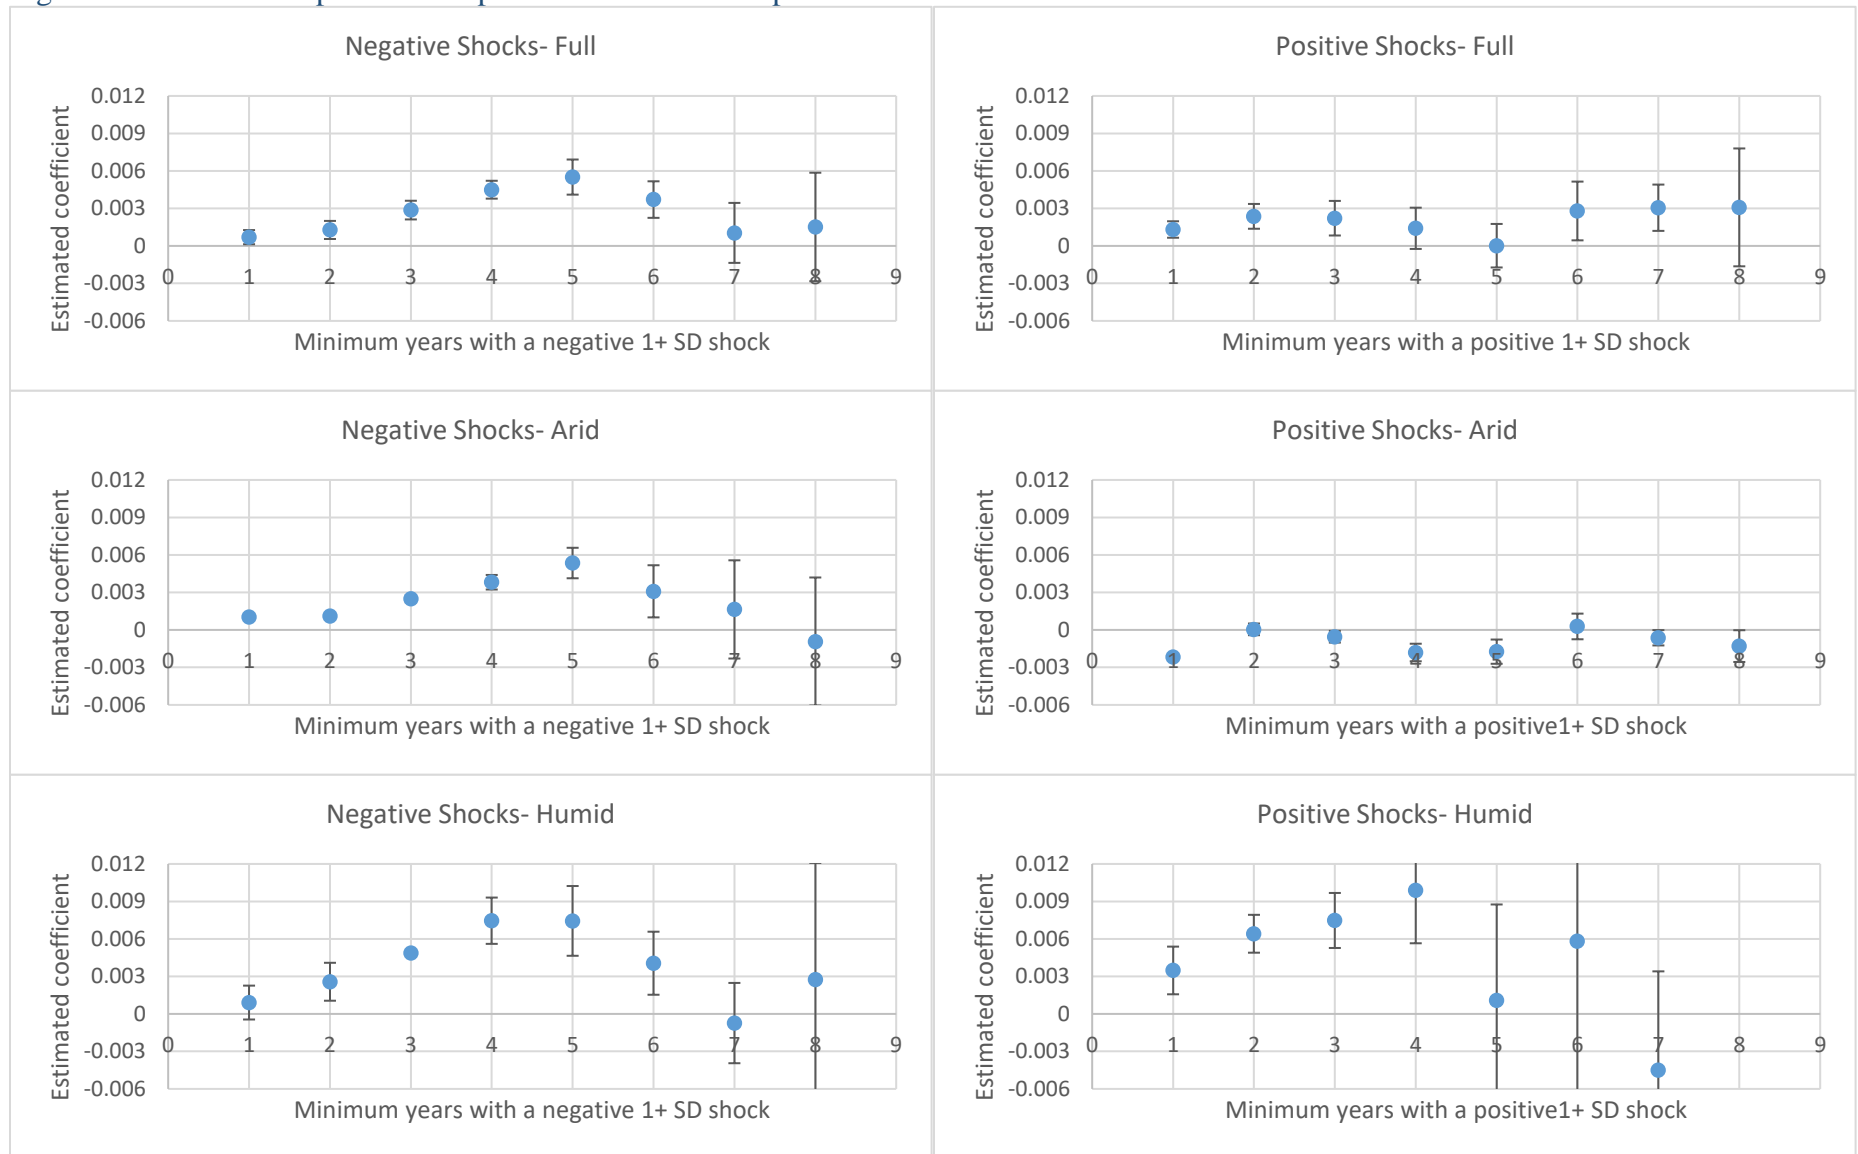 Negative Shocks- Full
Estimated coefficient
0.012
0.009
0.006
0.003
0
-0.003
-0.006
0 1 2 3 4 5 6 7 8 9
Minimum years with a negative 1+ SD shock
Positive Shocks- Full
Estimated coefficient
0.012
0.009
0.006
0.003
0
-0.003
-0.006
0 1 2 3 4 5 6 7 8 9
Minimum years with a positive 1+ SD shock
Negative Shocks- Arid
Estimated coefficient
0.012
0.009
0.006
0.003
0
-0.003
-0.006
0 1 2 3 4 5 6 7 8 9
Minimum years with a negative 1+ SD shock
Positive Shocks- Arid
Estimated coefficient
0.012
0.009
0.006
0.003
0
-0.003
-0.006
0 1 2 3 4 5 6 7 8 9
Minimum years with a positive1+ SD shock
Negative Shocks- Humid
Estimated coefficient
0.012
0.009
0.006
0.003
0
-0.003
-0.006
0 1 2 3 4 5 6 7 8 9
Minimum years with a negative 1+ SD shock
Positive Shocks- Humid
Estimated coefficient
0.012
0.009
0.006
0.003
0
-0.003
-0.006
0 1 2 3 4 5 6 7 8 9
Minimum years with a positive1+ SD shock